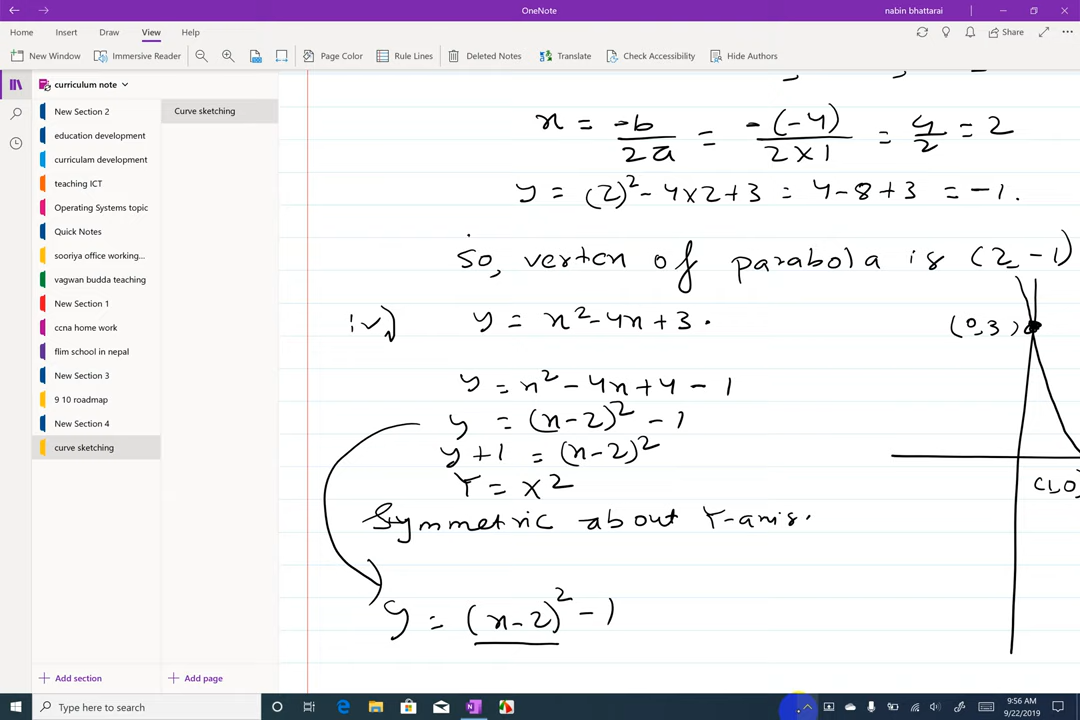 OneNote
nabin bhattarai
Home Insert Draw View Help
Share
New Window Immersive Reader Page Color Rule Lines Deleted Notes Translate Check Accessibility Hide Authors
curriculum note
Curve sketching
New Section 2
education development
curriculam development
teaching ICT
Operating Systems topic
Quick Notes
sooriya office working...
vagwan budda teaching
New Section 1
ccna home work
flim school in nepal
New Section 3
9 10 roadmap
New Section 4
curve sketching
x = -b/2a = -(-4)/2×1 = 4/2 = 2
y = (2)² - 4×2+3 = 4-8+3 = -1.
So, vertex of parabola is (2 -1)
iv) y = x²-4x+3.
(0,3)
y = x² - 4x+4 - 1
y = (x-2)² - 1
y+1 = (x-2)²
Y = X²
(1,0
Symmetric about Y-axis.
y = (x-2)² - 1
Add section
Add page
Type here to search
9:56 AM
9/22/2019